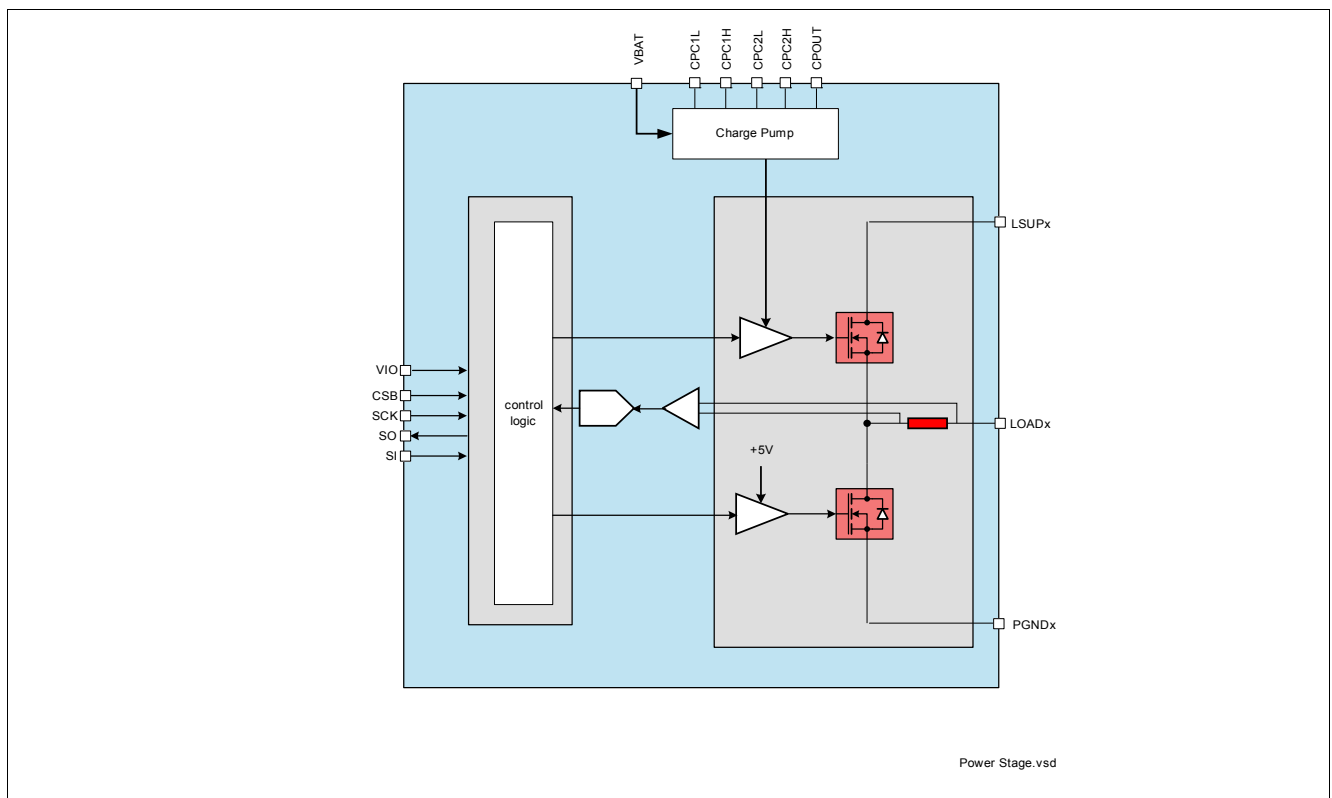 VBAT
CPC1L
CPC1H
CPC2L
CPC2H
CPOUT
Charge Pump
LSUPx
VIO
CSB
SCK
SO
SI
control
logic
LOADx
+5V
PGNDx
Power Stage.vsd